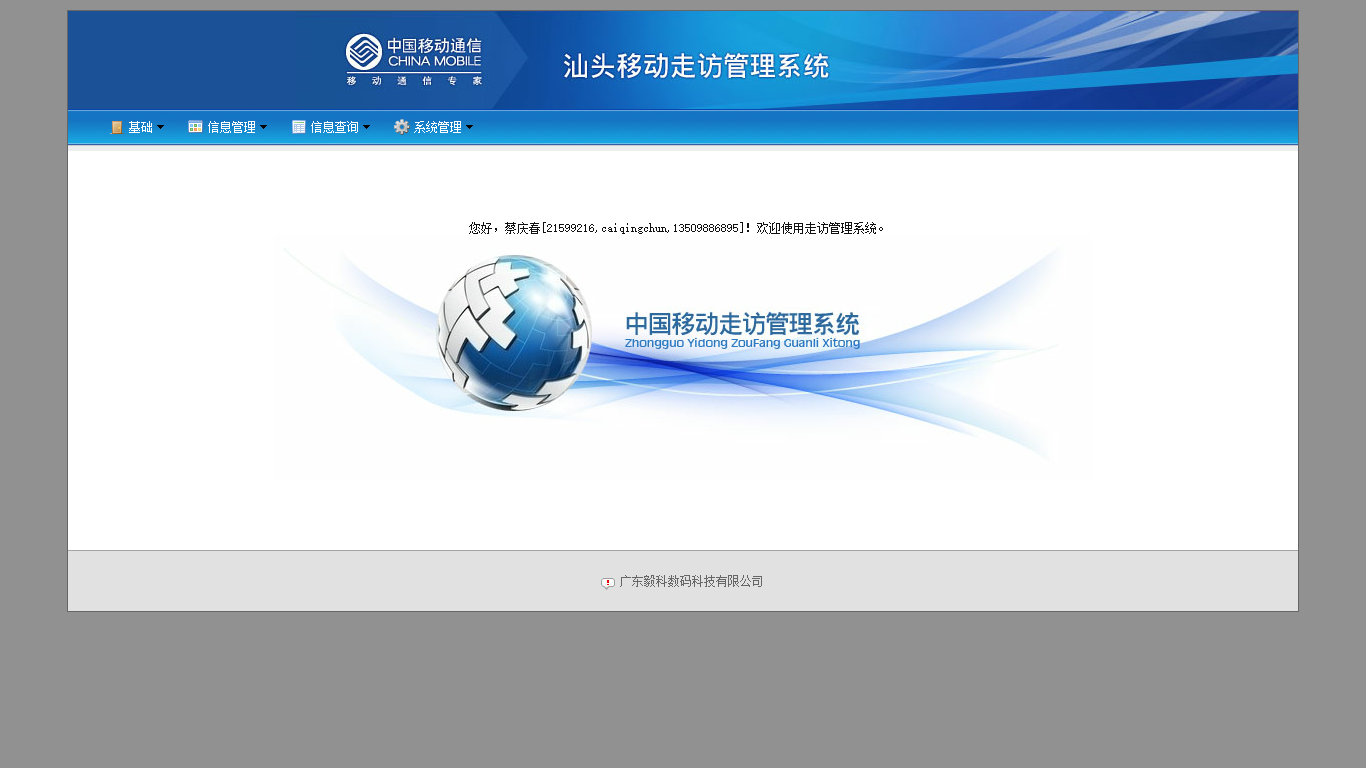 中国移动通信
CHINA MOBILE
移动通信专家
汕头移动走访管理系统
基础 信息管理 信息查询 系统管理
您好，蔡庆春[21599216,caiqingchun,13509886895]！欢迎使用走访管理系统。
中国移动走访管理系统
Zhongguo Yidong ZouFang Guanli Xitong
广东毅科数码科技有限公司